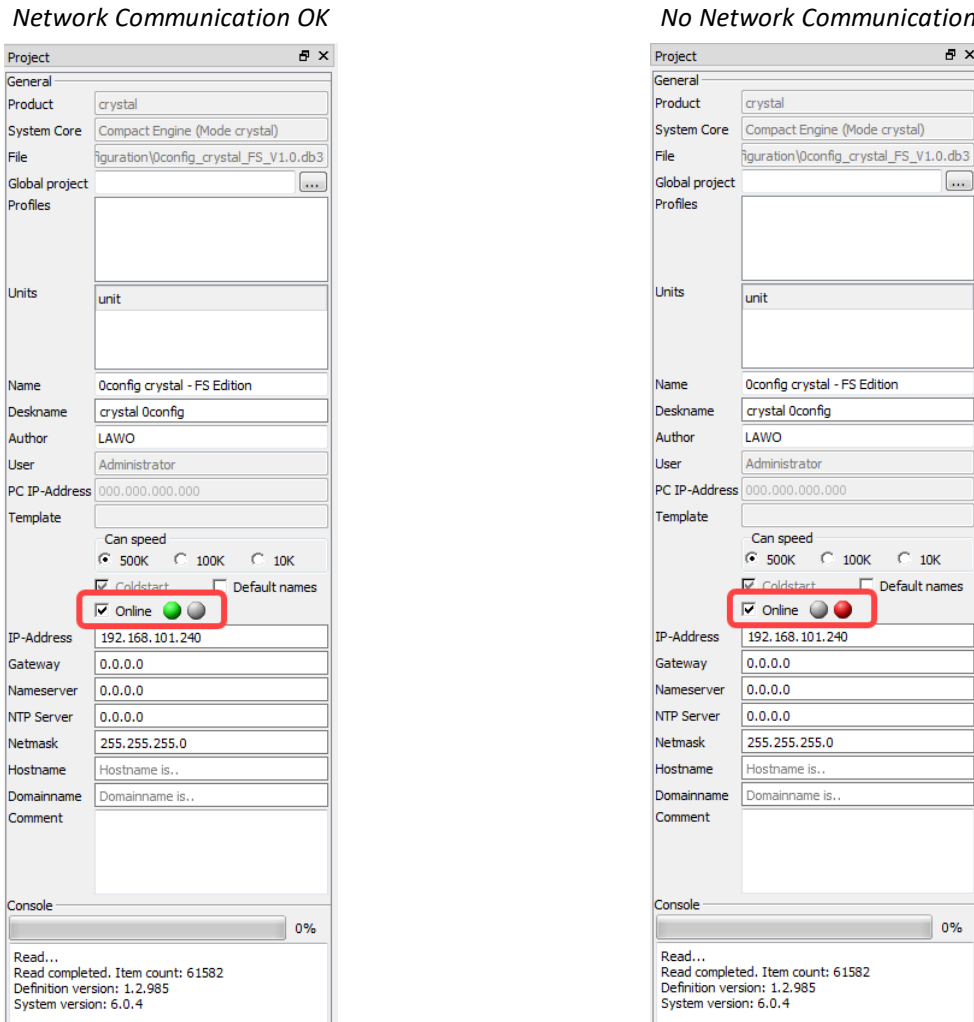 Network Communication OK
Project
General
Product crystal
System Core Compact Engine (Mode crystal)
File figuration\0config_crystal_FS_V1.0.db3
Global project ...
Profiles
Units unit
Name 0config crystal - FS Edition
Deskname crystal 0config
Author LAWO
User Administrator
PC IP-Address 000.000.000.000
Template
Can speed
500K 100K 10K
Coldstart Default names
Online
IP-Address 192.168.101.240
Gateway 0.0.0.0
Nameserver 0.0.0.0
NTP Server 0.0.0.0
Netmask 255.255.255.0
Hostname Hostname is..
Domainname Domainname is..
Comment
Console
0%
Read...
Read completed. Item count: 61582
Definition version: 1.2.985
System version: 6.0.4
No Network Communication
Project
General
Product crystal
System Core Compact Engine (Mode crystal)
File figuration\0config_crystal_FS_V1.0.db3
Global project ...
Profiles
Units unit
Name 0config crystal - FS Edition
Deskname crystal 0config
Author LAWO
User Administrator
PC IP-Address 000.000.000.000
Template
Can speed
500K 100K 10K
Coldstart Default names
Online
IP-Address 192.168.101.240
Gateway 0.0.0.0
Nameserver 0.0.0.0
NTP Server 0.0.0.0
Netmask 255.255.255.0
Hostname Hostname is..
Domainname Domainname is..
Comment
Console
0%
Read...
Read completed. Item count: 61582
Definition version: 1.2.985
System version: 6.0.4